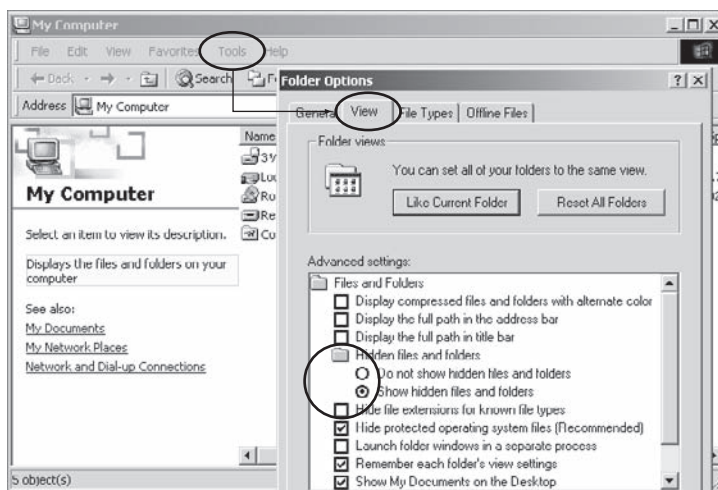 My Computer
File Edit View Favorites Tools Help
Back Search
Address My Computer
My Computer
Select an item to view its description.
Displays the files and folders on your
computer
See also:
My Documents
My Network Places
Network and Dial-up Connections
5 object(s)
Name
Folder Options
General View File Types Offline Files
Folder views
You can set all of your folders to the same view.
Like Current Folder Reset All Folders
Advanced settings:
Files and Folders
Display compressed files and folders with alternate color
Display the full path in the address bar
Display the full path in title bar
Hidden files and folders
Do not show hidden files and folders
Show hidden files and folders
Hide file extensions for known file types
Hide protected operating system files (Recommended)
Launch folder windows in a separate process
Remember each folder's view settings
Show My Documents on the Desktop